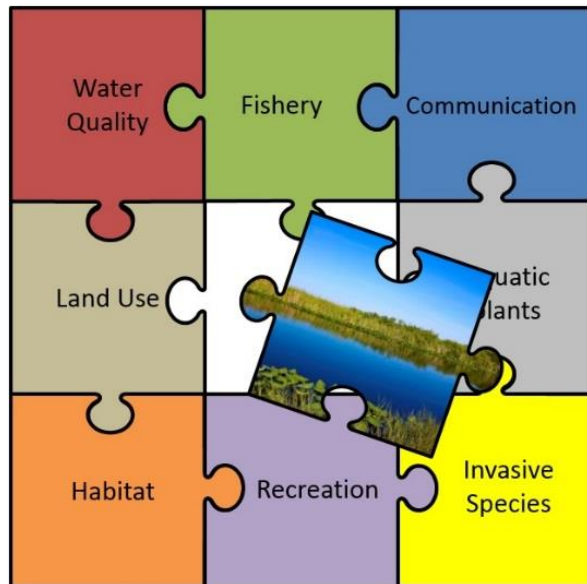 Water
Quality
Fishery
Communication
Land Use
uatic
lants
Habitat
Recreation
Invasive
Species